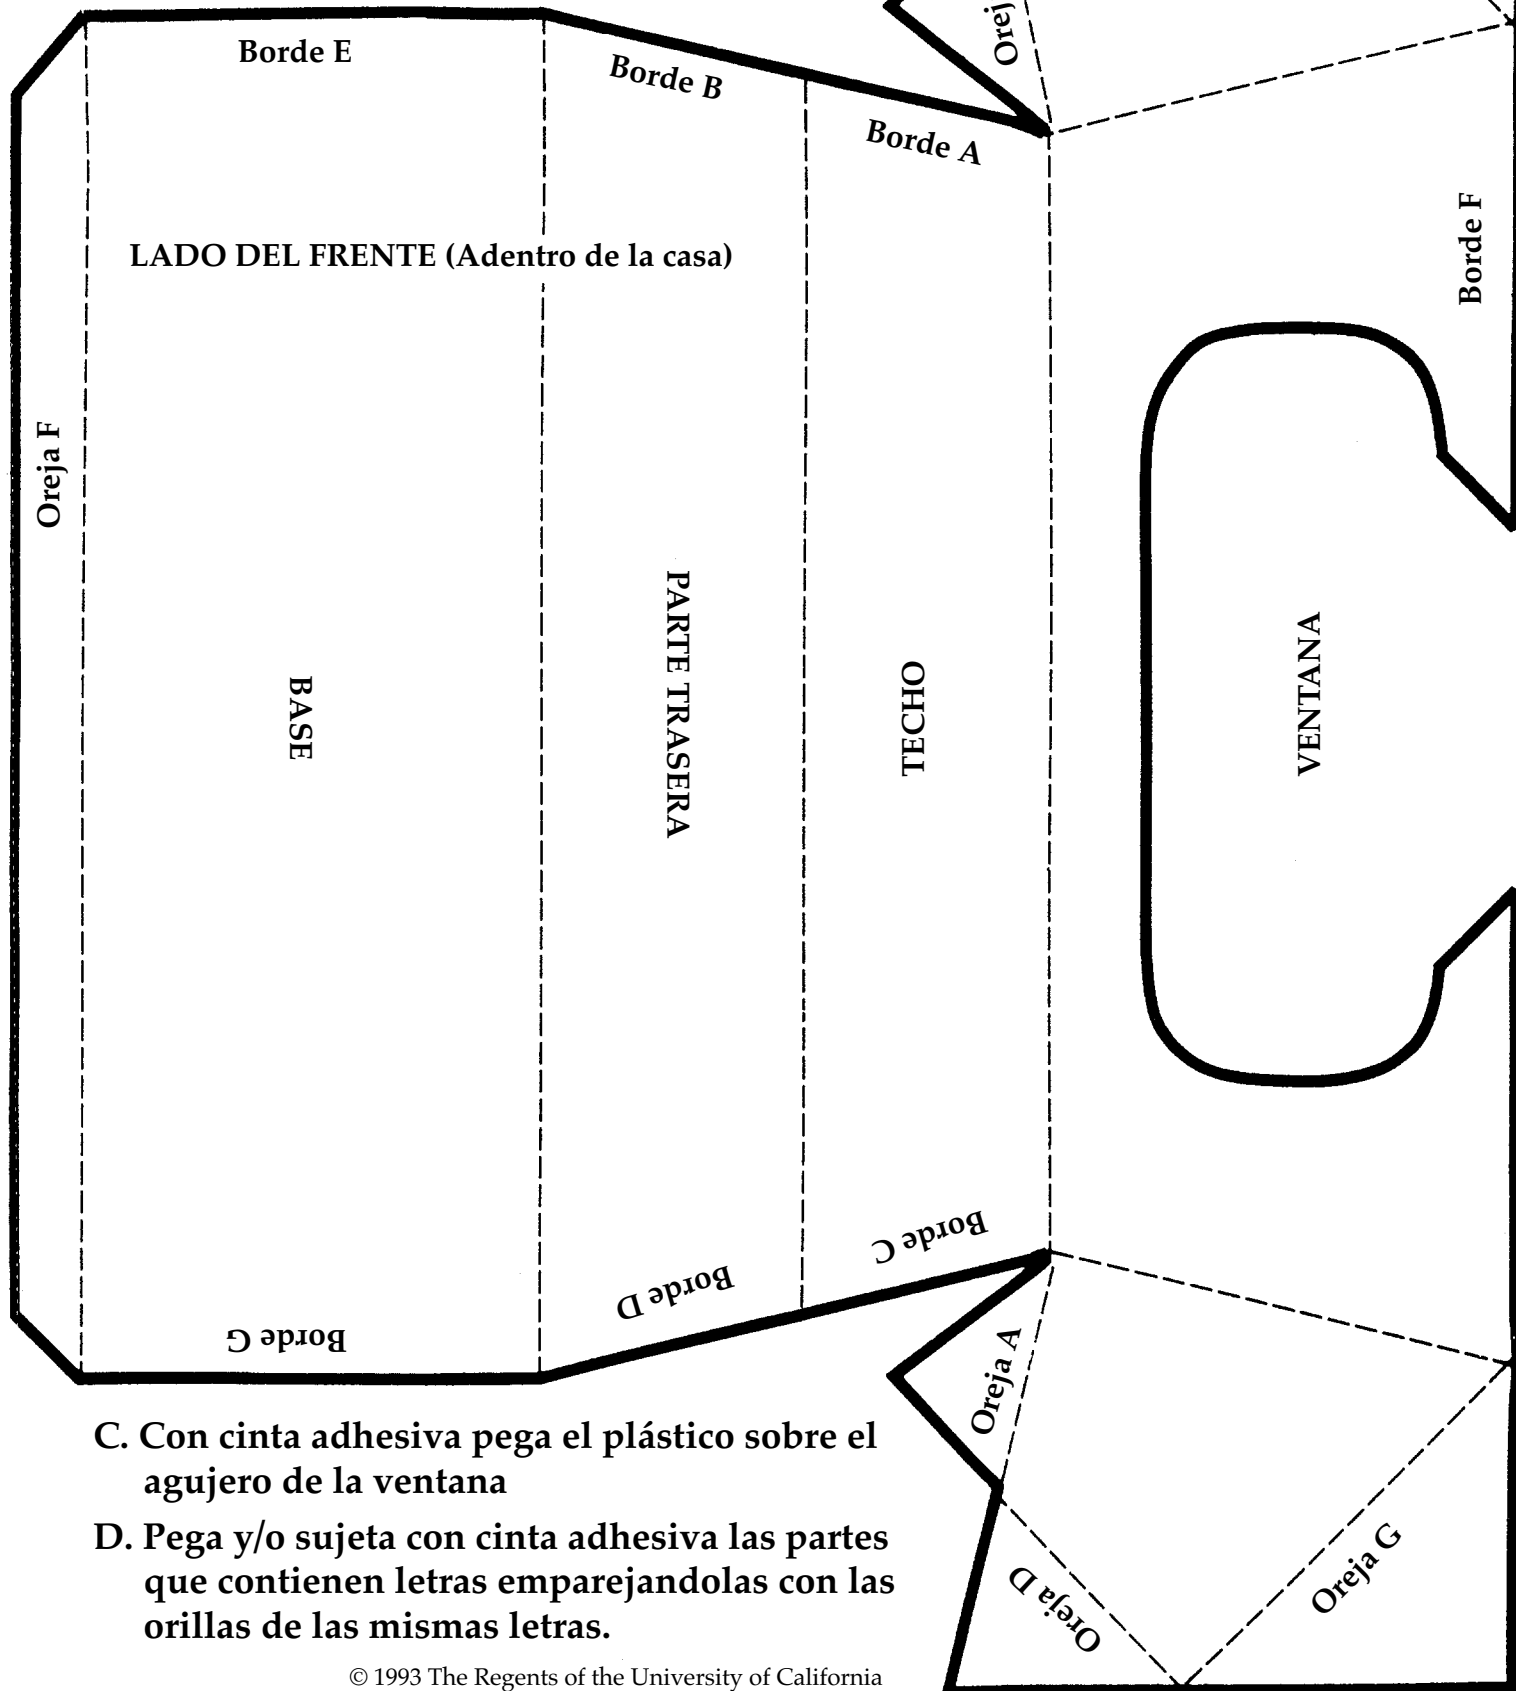 Orej
Borde E
Borde B
Borde A
Borde F
LADO DEL FRENTE (Adentro de la casa)
Oreja F
BASE
PARTE TRASERA
TECHO
VENTANA
Borde C
Borde D
Borde G
Oreja A
Oreja D
Oreja G
C. Con cinta adhesiva pega el plástico sobre el
agujero de la ventana
D. Pega y/o sujeta con cinta adhesiva las partes
que contienen letras emparejandolas con las
orillas de las mismas letras.
© 1993 The Regents of the University of California